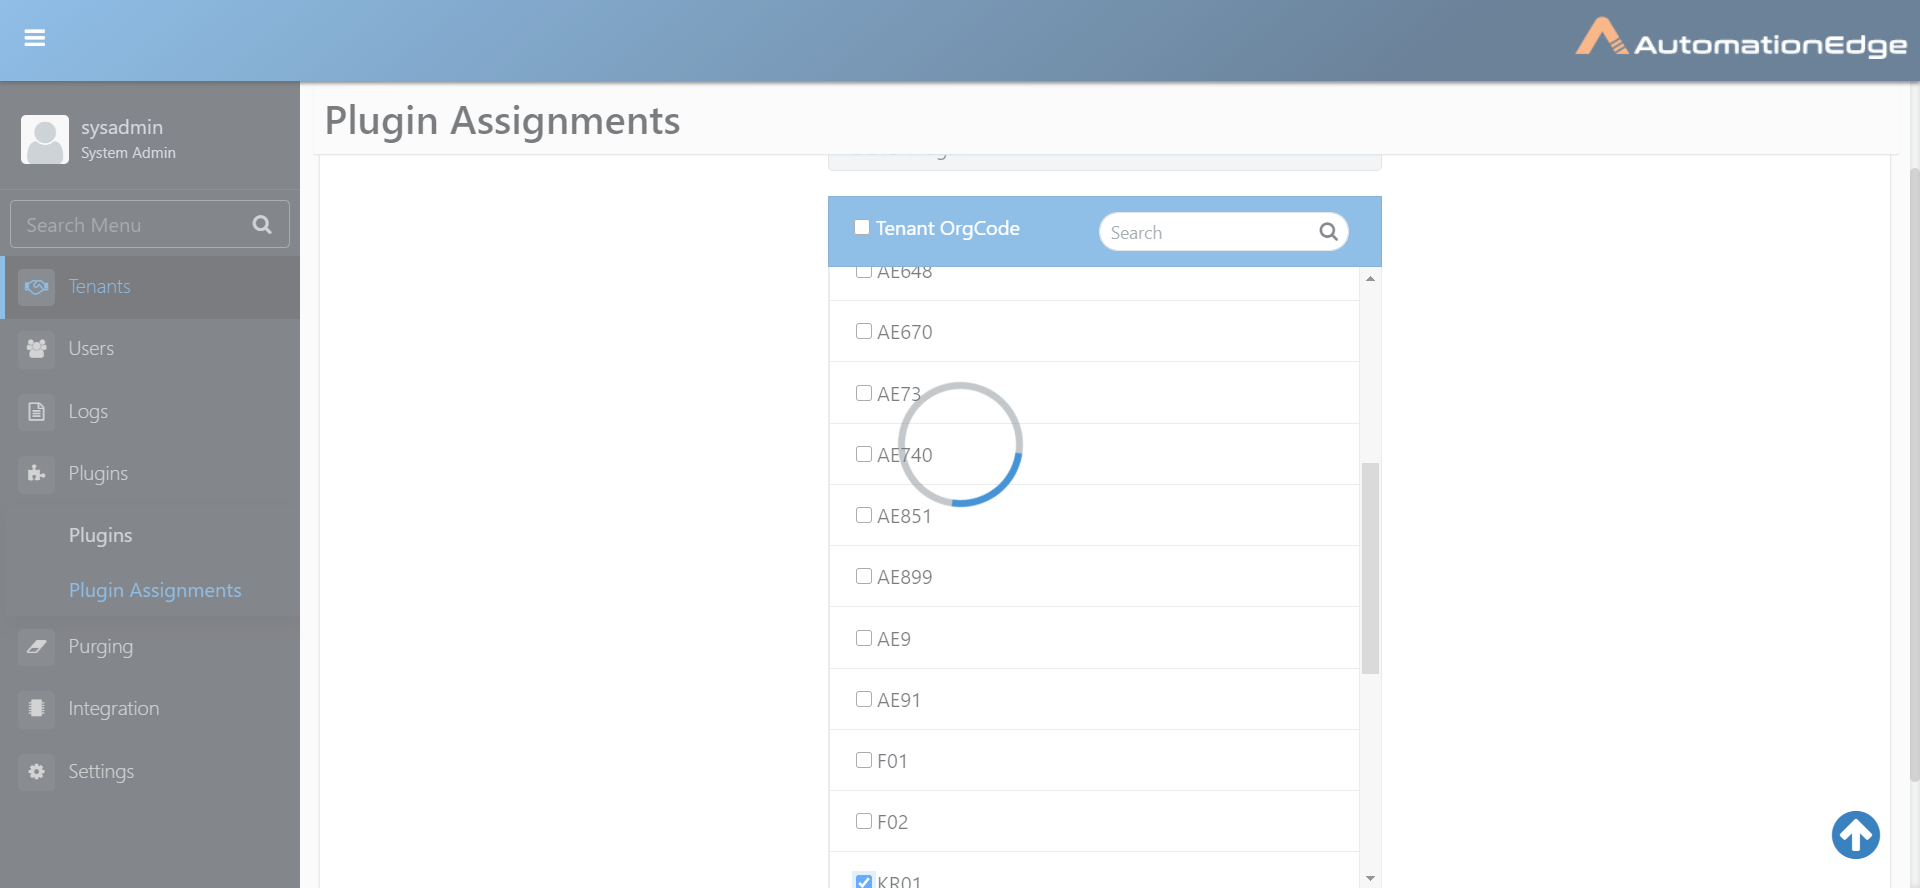 AutomationEdge
sysadmin
System Admin
Search Menu
Tenants
Users
Logs
Plugins
Plugins
Plugin Assignments
Purging
Integration
Settings
Plugin Assignments
Tenant OrgCode
Search
AE648
AE670
AE73
AE740
AE851
AE899
AE9
AE91
F01
F02
KR01